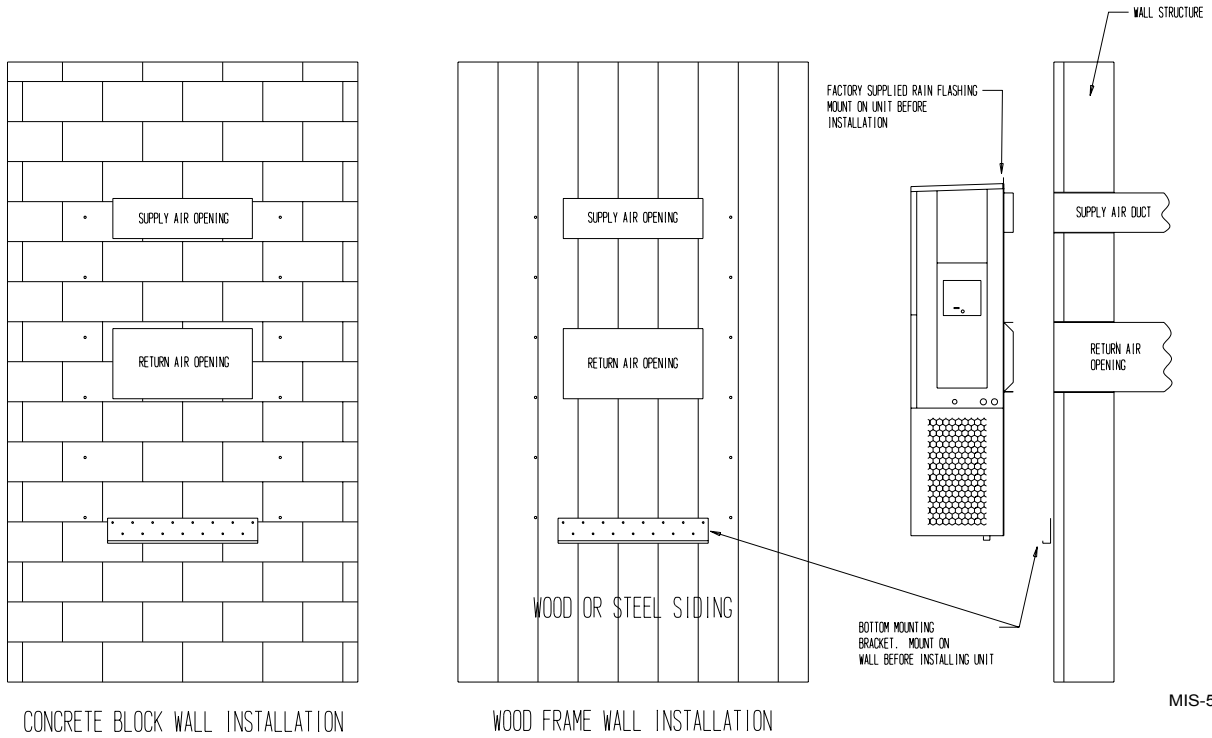 WALL STRUCTURE
FACTORY SUPPLIED RAIN FLASHING
MOUNT ON UNIT BEFORE
INSTALLATION
SUPPLY AIR OPENING
SUPPLY AIR OPENING
SUPPLY AIR DUCT
RETURN AIR OPENING
RETURN AIR OPENING
RETURN AIR
OPENING
WOOD OR STEEL SIDING
BOTTOM MOUNTING
BRACKET. MOUNT ON
WALL BEFORE INSTALLING UNIT
CONCRETE BLOCK WALL INSTALLATION
WOOD FRAME WALL INSTALLATION